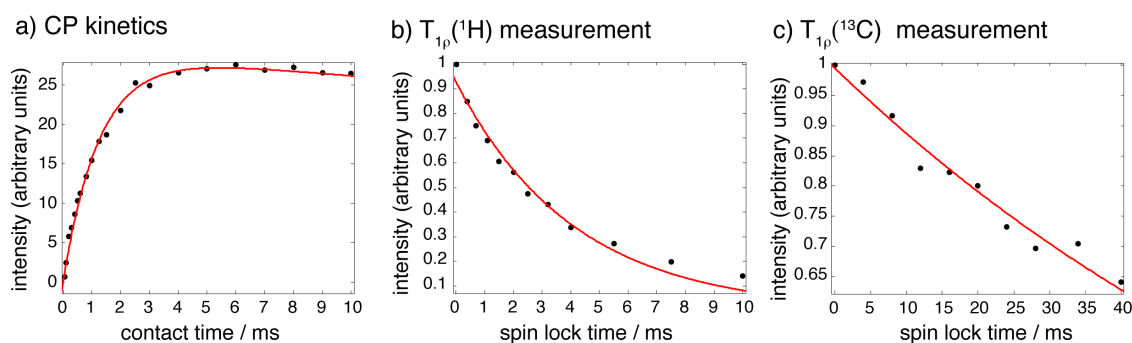 a) CP kinetics
intensity (arbitrary units)
25
20
15
10
5
0
0 1 2 3 4 5 6 7 8 9 10
contact time / ms
b) T₁ρ(¹H) measurement
intensity (arbitrary units)
1
0.9
0.8
0.7
0.6
0.5
0.4
0.3
0.2
0.1
0 1 2 3 4 5 6 7 8 9 10
spin lock time / ms
c) T₁ρ(¹³C) measurement
intensity (arbitrary units)
1
0.95
0.9
0.85
0.8
0.75
0.7
0.65
0 5 10 15 20 25 30 35 40
spin lock time / ms